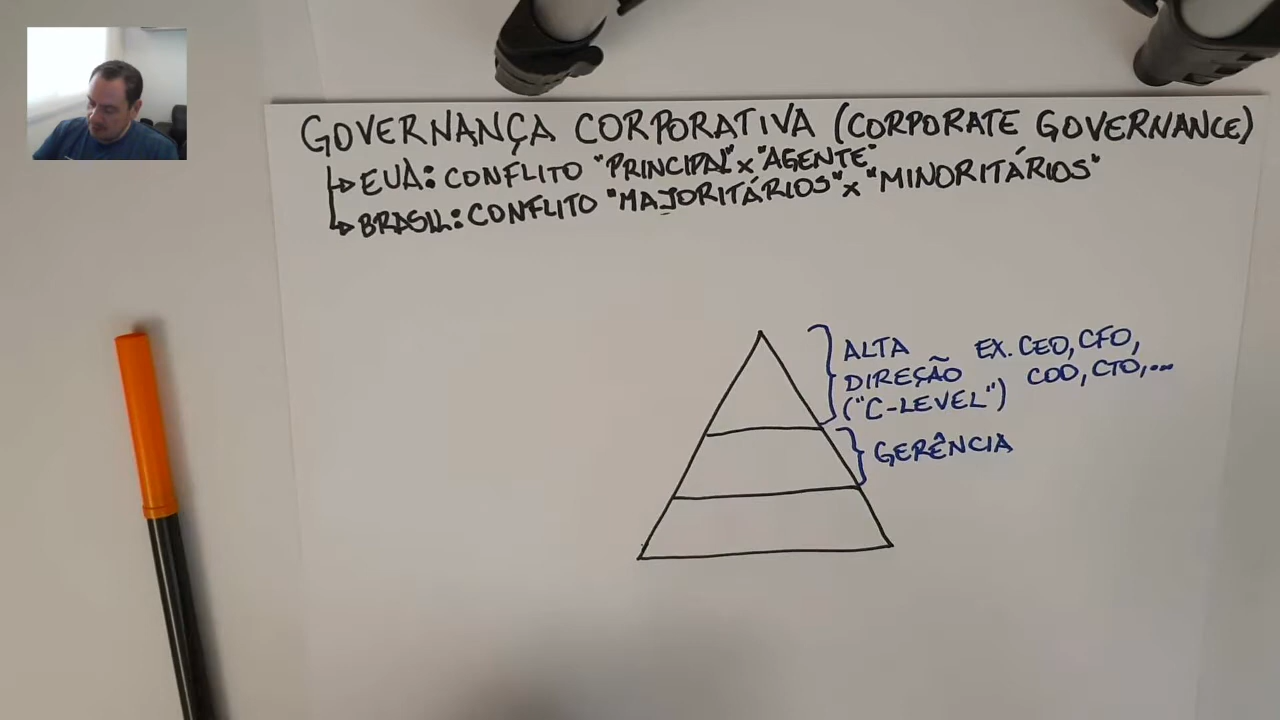 GOVERNANÇA CORPORATIVA (CORPORATE GOVERNANCE)
EUA: CONFLITO "PRINCIPAL" x "AGENTE"
BRASIL: CONFLITO "MAJORITÁRIOS" x "MINORITÁRIOS"
ALTA EX. CEO, CFO,
DIREÇÃO COO, CTO,...
("C-LEVEL")
GERÊNCIA